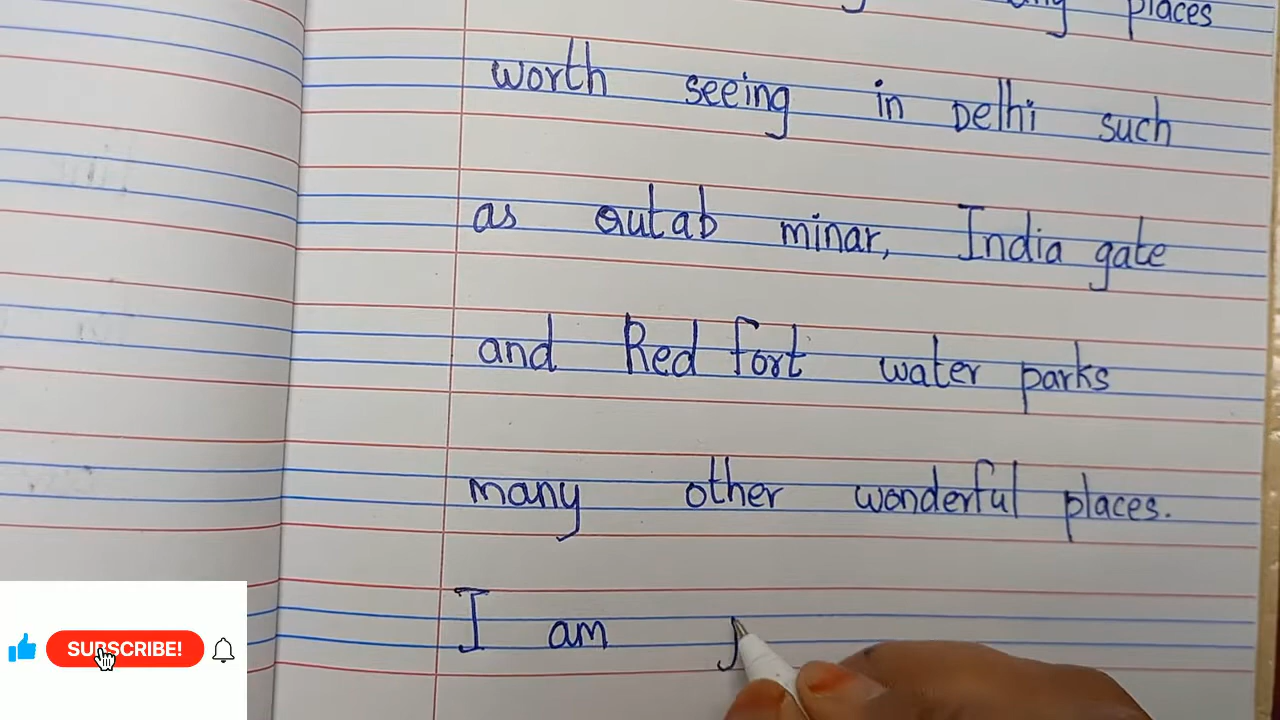 places
worth seeing in Delhi such
as Qutab minar, India gate
and Red fort water parks
many other wonderful places.
I am
SUBSCRIBE!